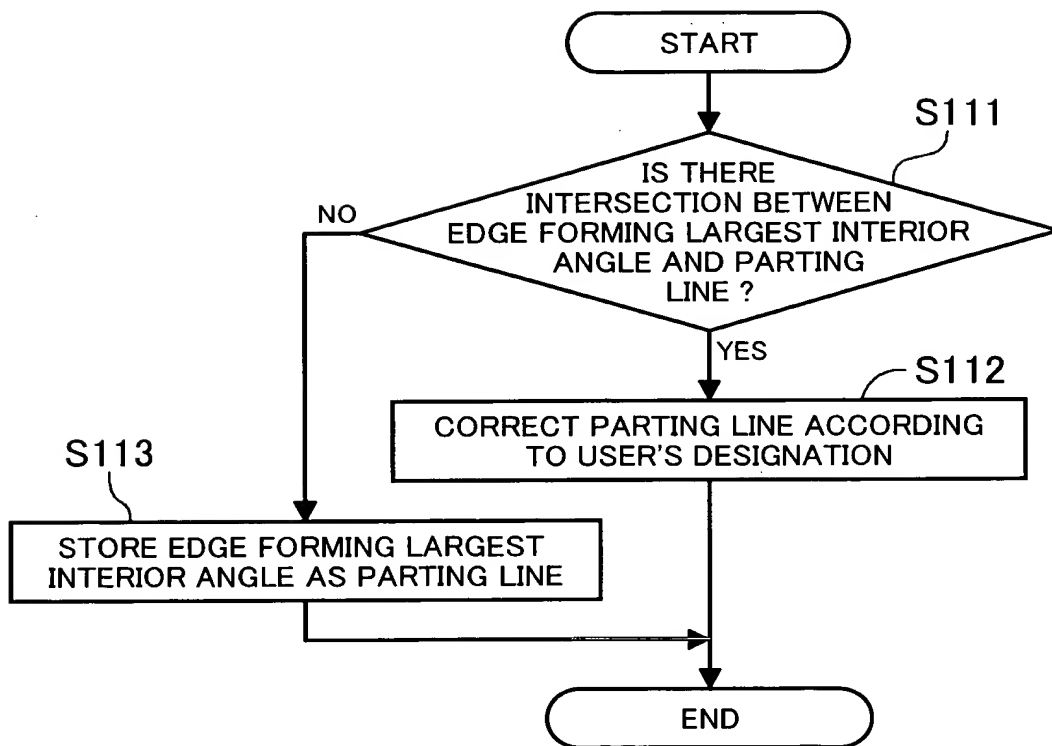 START
S111
IS THERE
INTERSECTION BETWEEN
EDGE FORMING LARGEST INTERIOR
ANGLE AND PARTING
LINE ?
NO
YES
S112
CORRECT PARTING LINE ACCORDING
TO USER'S DESIGNATION
S113
STORE EDGE FORMING LARGEST
INTERIOR ANGLE AS PARTING LINE
END